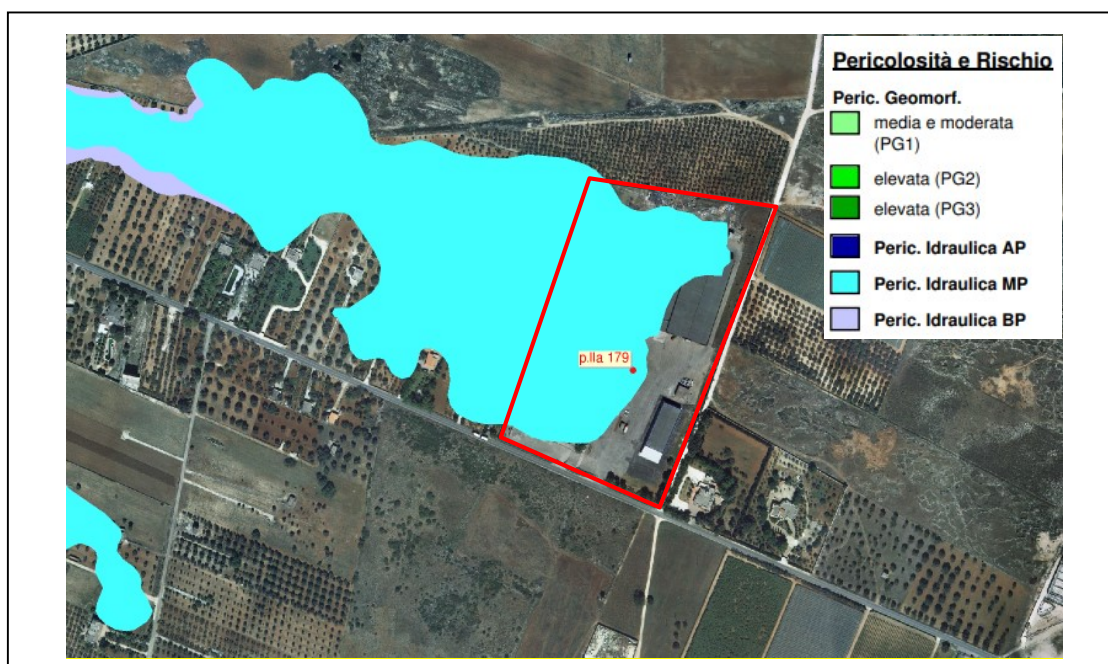 Pericolosità e Rischio
Peric. Geomorf.
media e moderata
(PG1)
elevata (PG2)
elevata (PG3)
Peric. Idraulica AP
Peric. Idraulica MP
Peric. Idraulica BP
p.lla 179